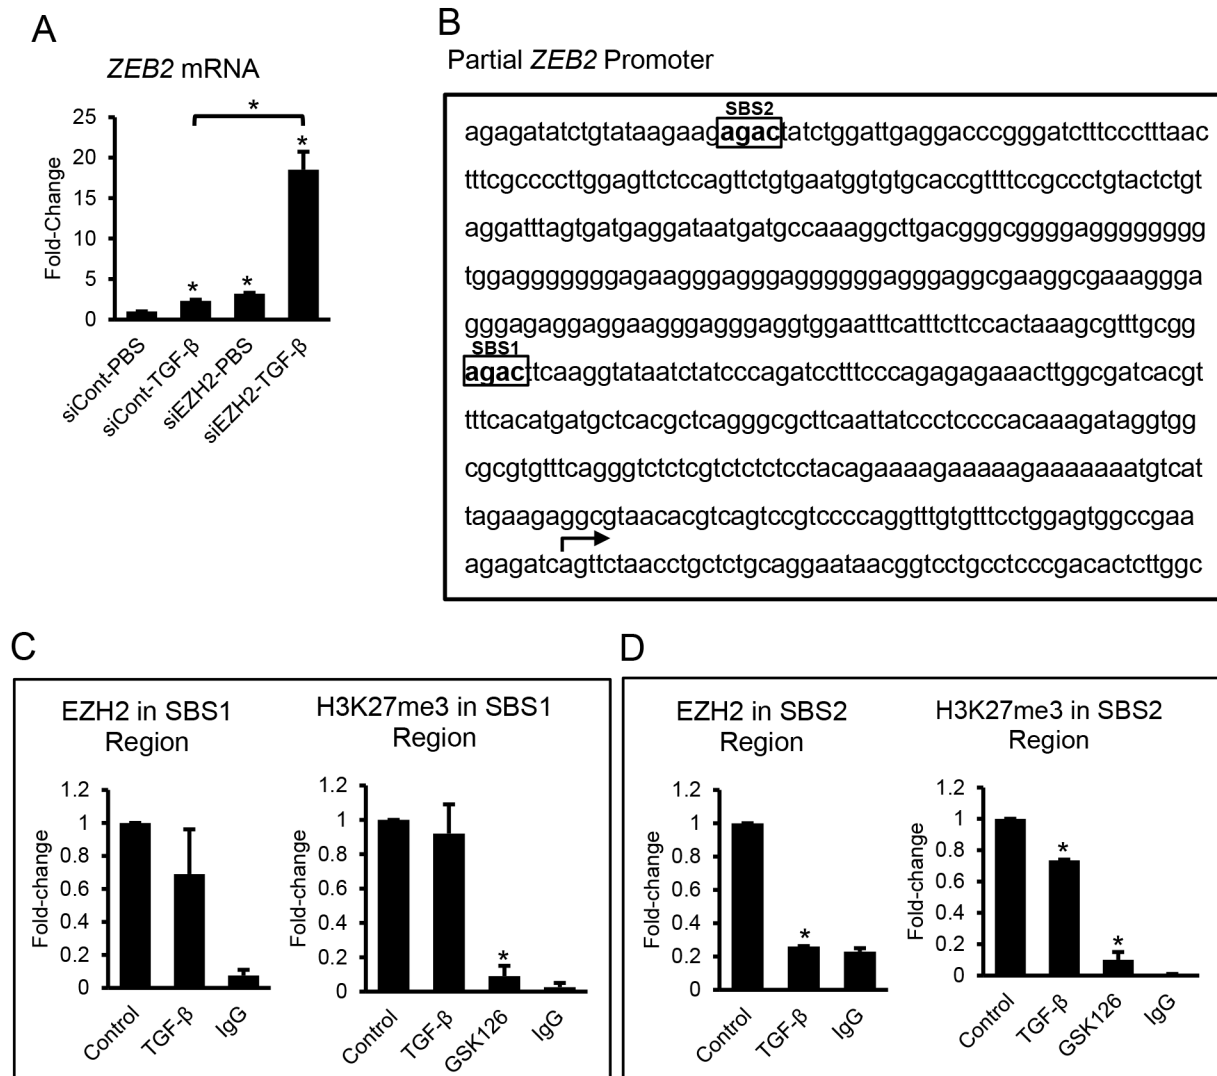 A
ZEB2 mRNA
Fold-Change
25
20
15
10
5
0
*
*
*
*
siCont-PBS
siCont-TGF-β
siEZH2-PBS
siEZH2-TGF-β
B
Partial ZEB2 Promoter
SBS2
agagatatctgtataagaagagactatctggattgaggacccgggatctttccctttaac
tttcgccccttggagttctccagttctgtgaatggtgtgcaccgttttccgccctgtactctgt
aggatttagtgatgaggataatgatgccaaaggcttgacgggcggggaggggggg
tggagggggggagaagggagggaggggggagggaggcgaaggcgaaaggga
gggagaggaggaagggagggaggtggaatttcatttcttccactaaagcgtttgcgg
SBS1
agacttcaaggtataatctatcccagatcctttcccagagagaaacttggcgatcacgt
tttcacatgatgctcacgctcagggcgcttcaattatccctccccacaaagataggtgg
cgcgtgtttcagggtctctcgtctctctcctacagaaaagaaaaagaaaaaaatgtcat
tagaagaggcgtaacacgtcagtccgtccccaggtttgtgtttcctggagtggccgaa
agagatcagttctaacctgctctgcaggaataacggtcctgcctcccgacactcttggc
C
EZH2 in SBS1
Region
Fold-change
1.2
1
0.8
0.6
0.4
0.2
0
Control
TGF-β
IgG
H3K27me3 in SBS1
Region
Fold-change
1.2
1
0.8
0.6
0.4
0.2
0
*
Control
TGF-β
GSK126
IgG
D
EZH2 in SBS2
Region
Fold-change
1.2
1
0.8
0.6
0.4
0.2
0
*
Control
TGF-β
IgG
H3K27me3 in SBS2
Region
Fold-change
1.2
1
0.8
0.6
0.4
0.2
0
*
*
Control
TGF-β
GSK126
IgG